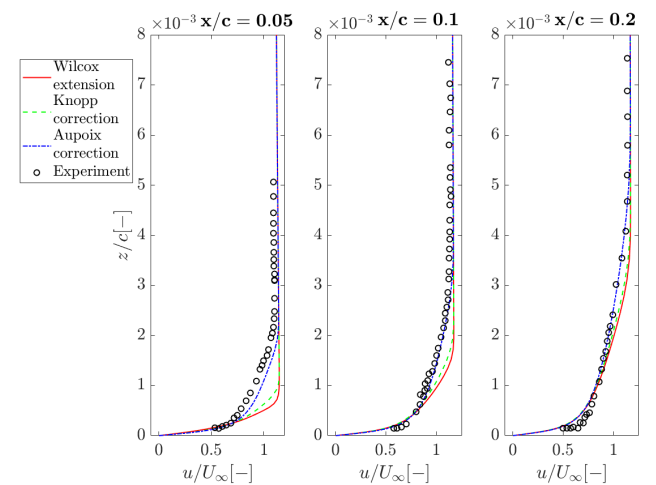 ×10⁻³ x/c = 0.05
×10⁻³ x/c = 0.1
×10⁻³ x/c = 0.2
Wilcox
extension
Knopp
correction
Aupoix
correction
Experiment
z/c[−]
8
7
6
5
4
3
2
1
0
0
1
u/U∞[−]
8
7
6
5
4
3
2
1
0
0
0.5
1
u/U∞[−]
8
7
6
5
4
3
2
1
0
0
0.5
1
u/U∞[−]